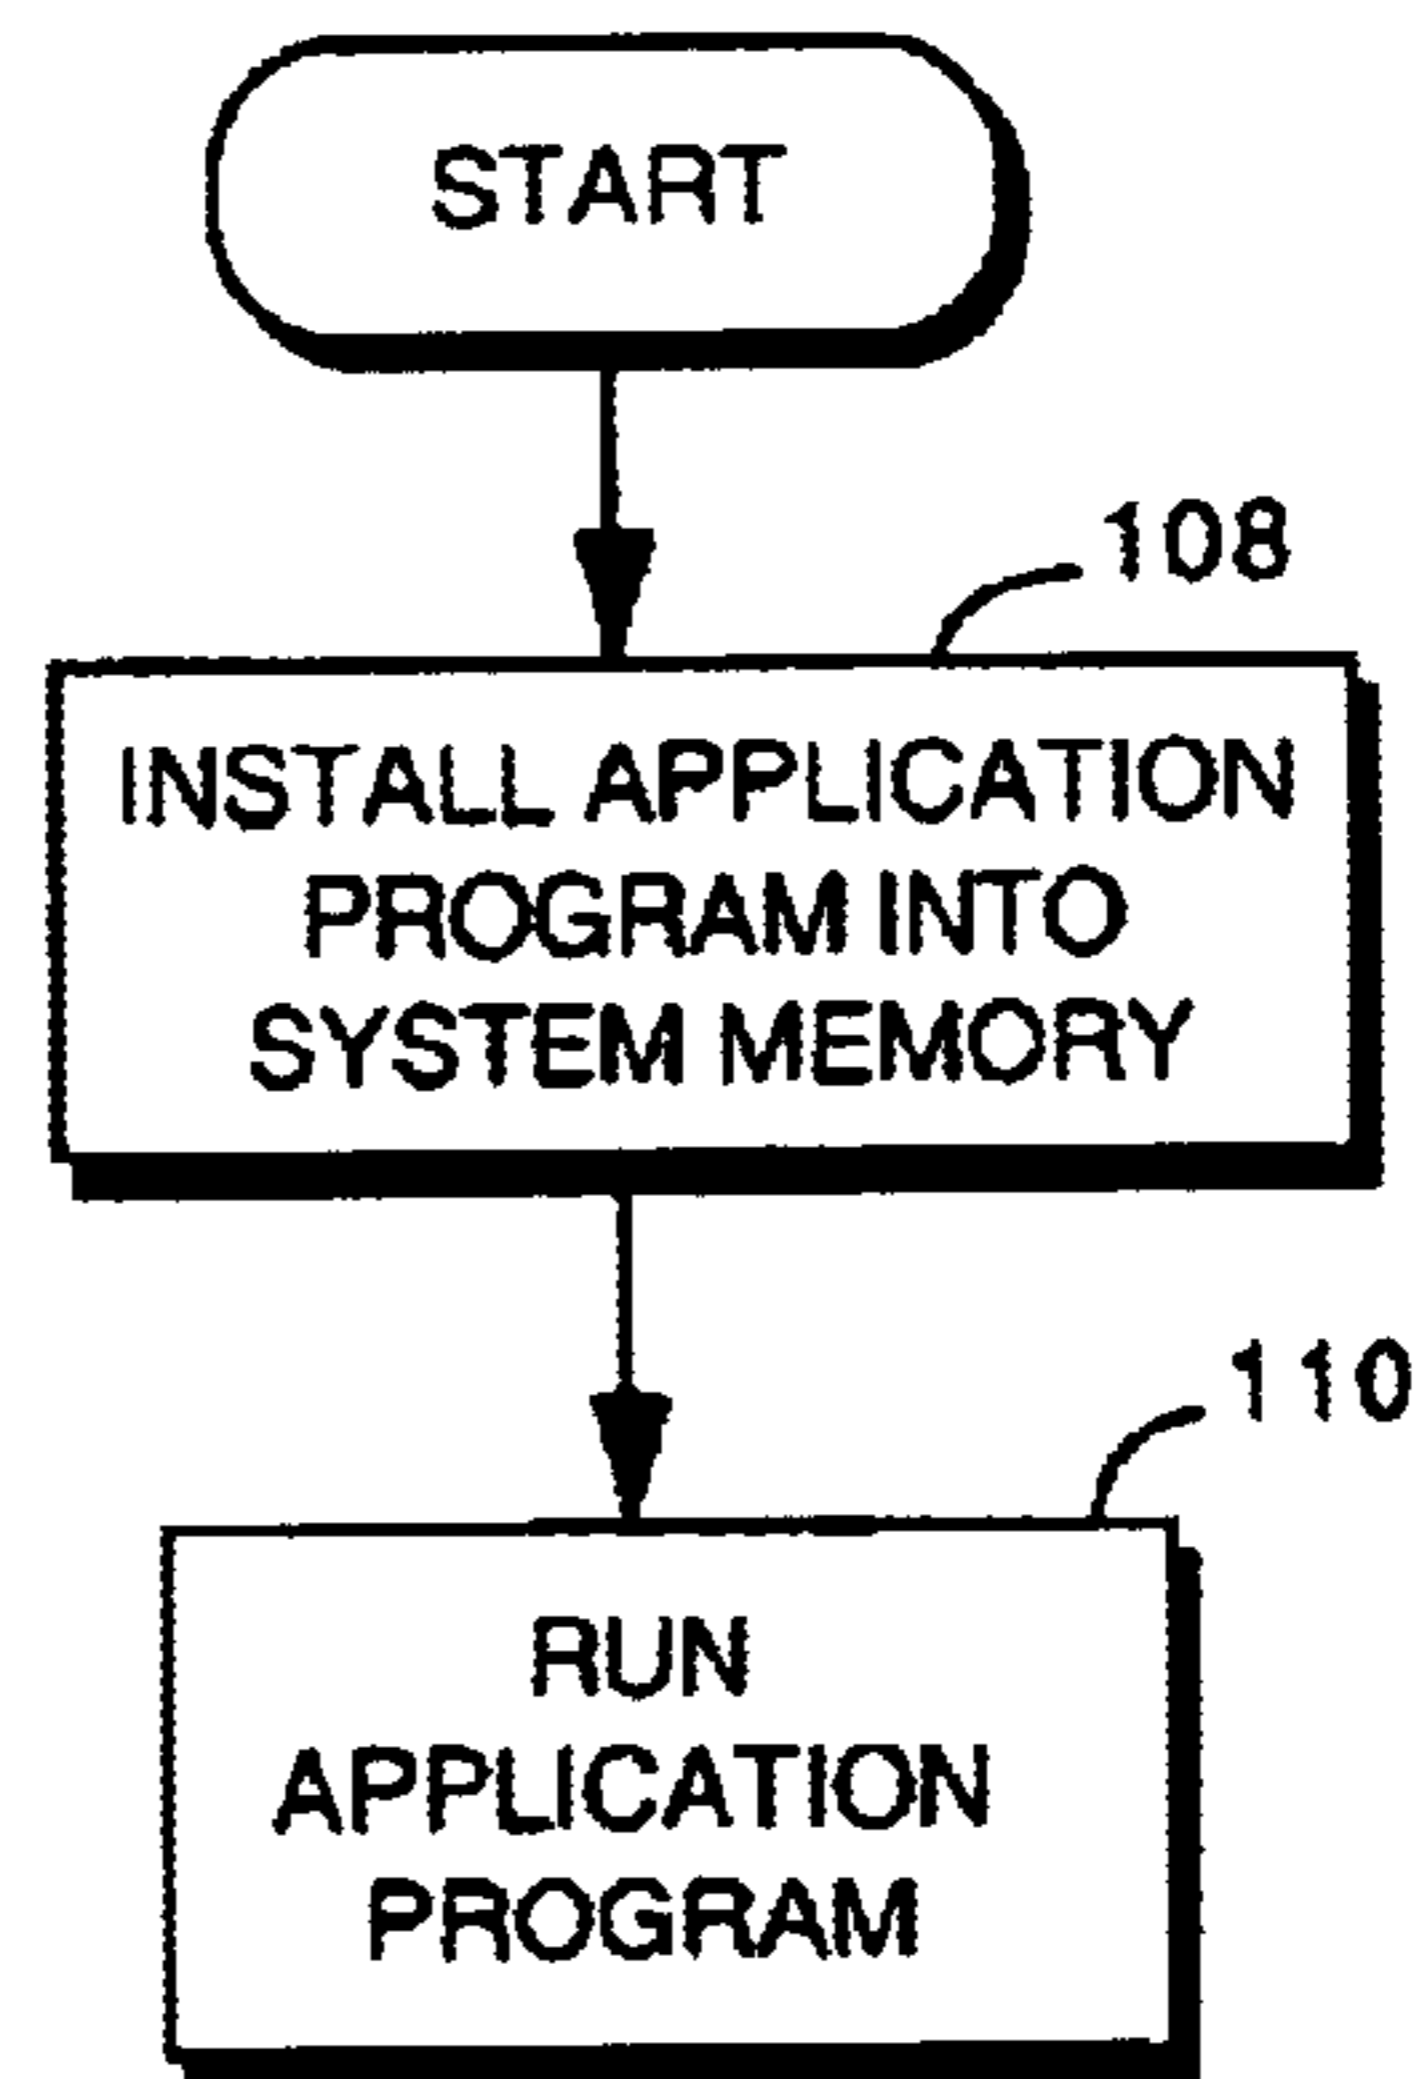 START
108
INSTALL APPLICATION
PROGRAM INTO
SYSTEM MEMORY
110
RUN
APPLICATION
PROGRAM